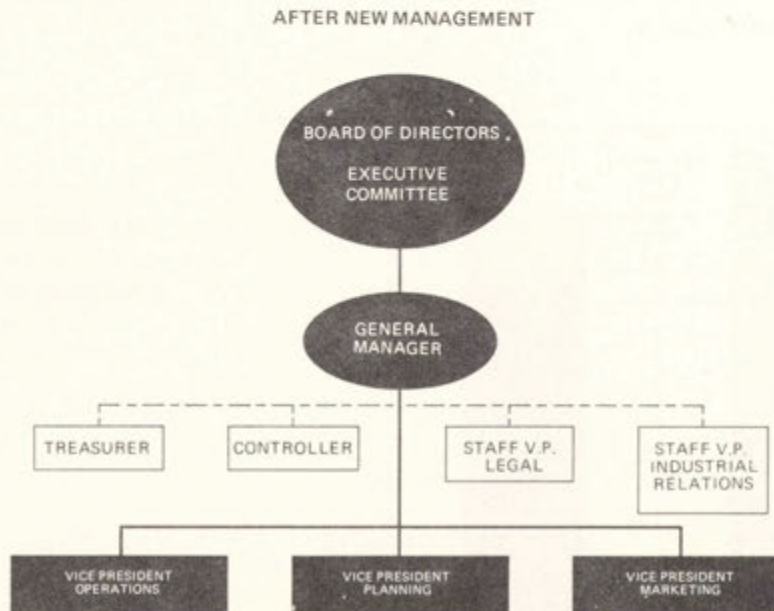 AFTER NEW MANAGEMENT
BOARD OF DIRECTORS
EXECUTIVE
COMMITTEE
GENERAL
MANAGER
TREASURER
CONTROLLER
STAFF V.P.
LEGAL
STAFF V.P.
INDUSTRIAL
RELATIONS
VICE PRESIDENT
OPERATIONS
VICE PRESIDENT
PLANNING
VICE PRESIDENT
MARKETING